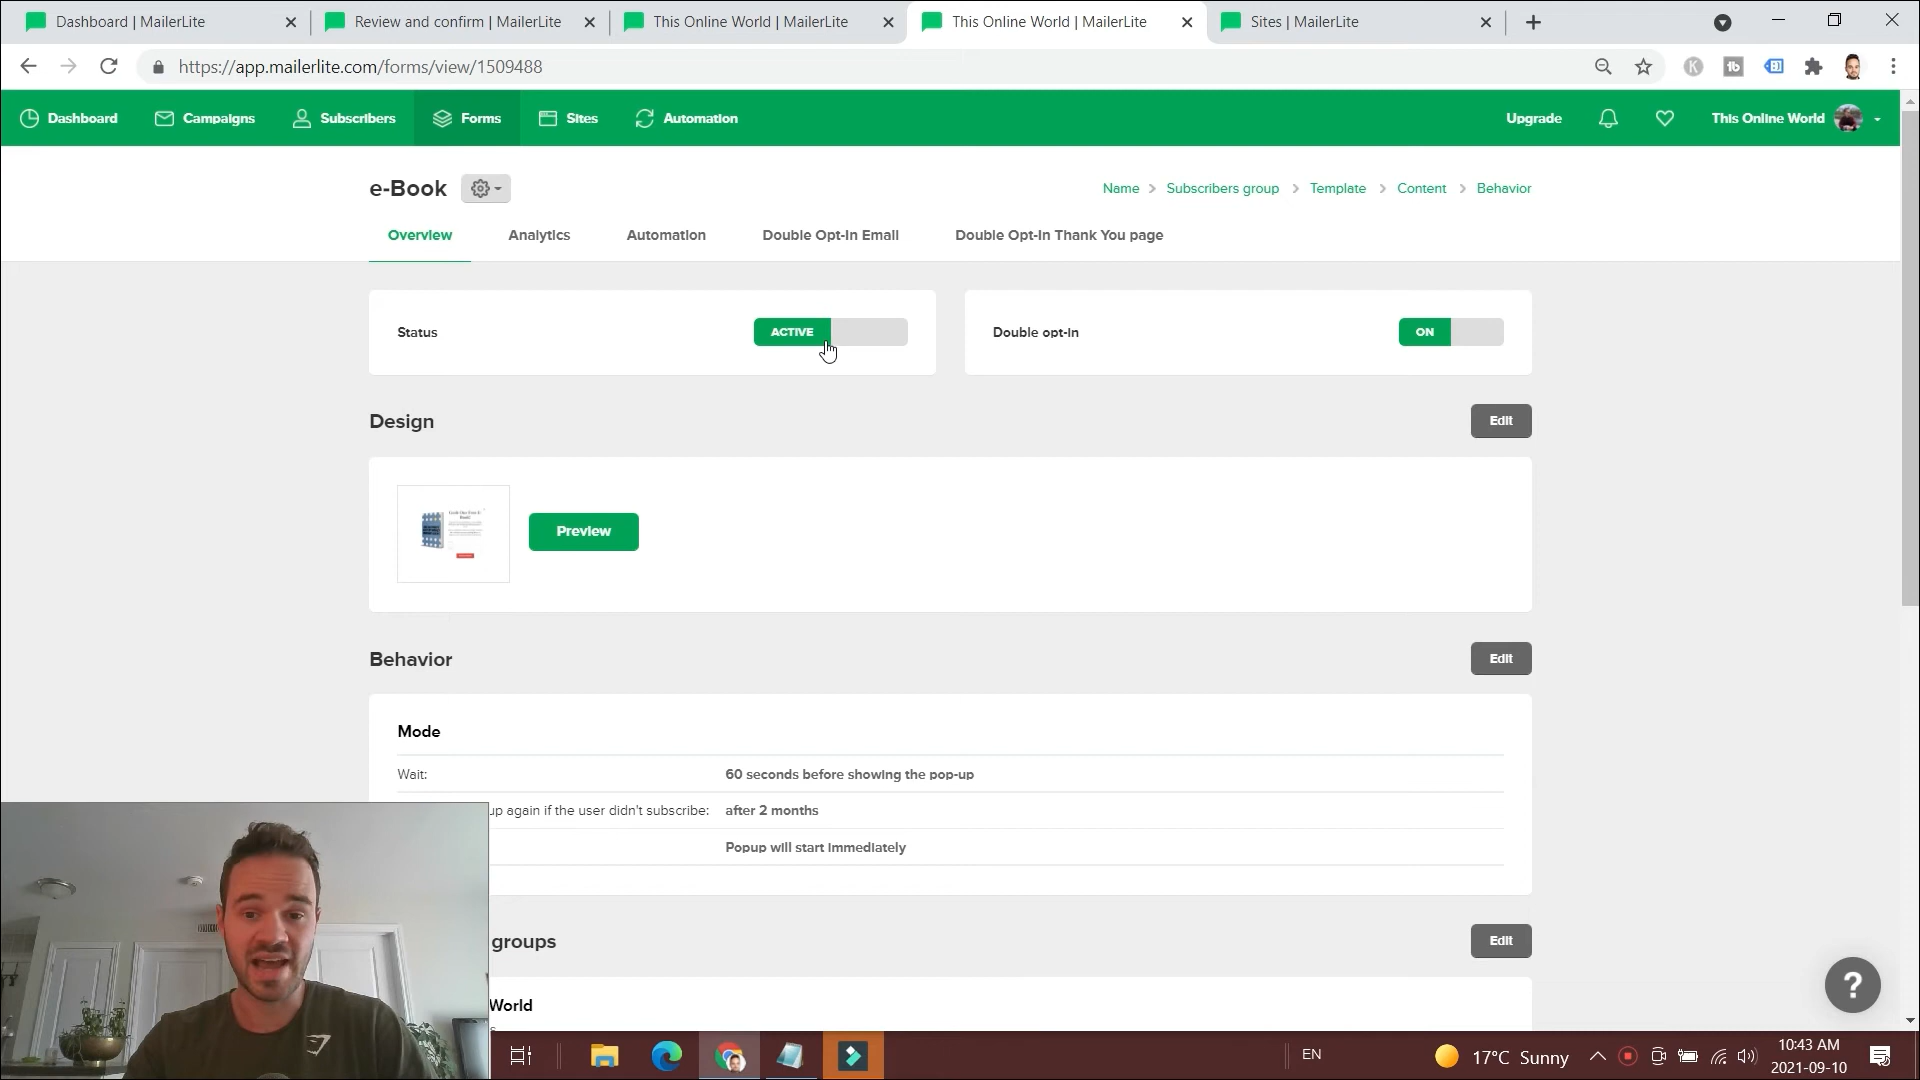 Dashboard | MailerLite
Review and confirm | MailerLite
This Online World | MailerLite
This Online World | MailerLite
Sites | MailerLite
https://app.mailerlite.com/forms/view/1509488
Dashboard
Campaigns
Subscribers
Forms
Sites
Automation
Upgrade
This Online World
e-Book
Name > Subscribers group > Template > Content > Behavior
Overview
Analytics
Automation
Double Opt-In Email
Double Opt-In Thank You page
Status
ACTIVE
Double opt-in
ON
Design
Edit
Preview
Behavior
Edit
Mode
Wait:
60 seconds before showing the pop-up
up again if the user didn't subscribe:
after 2 months
Popup will start immediately
groups
Edit
World
?
EN
17°C Sunny
10:43 AM
2021-09-10